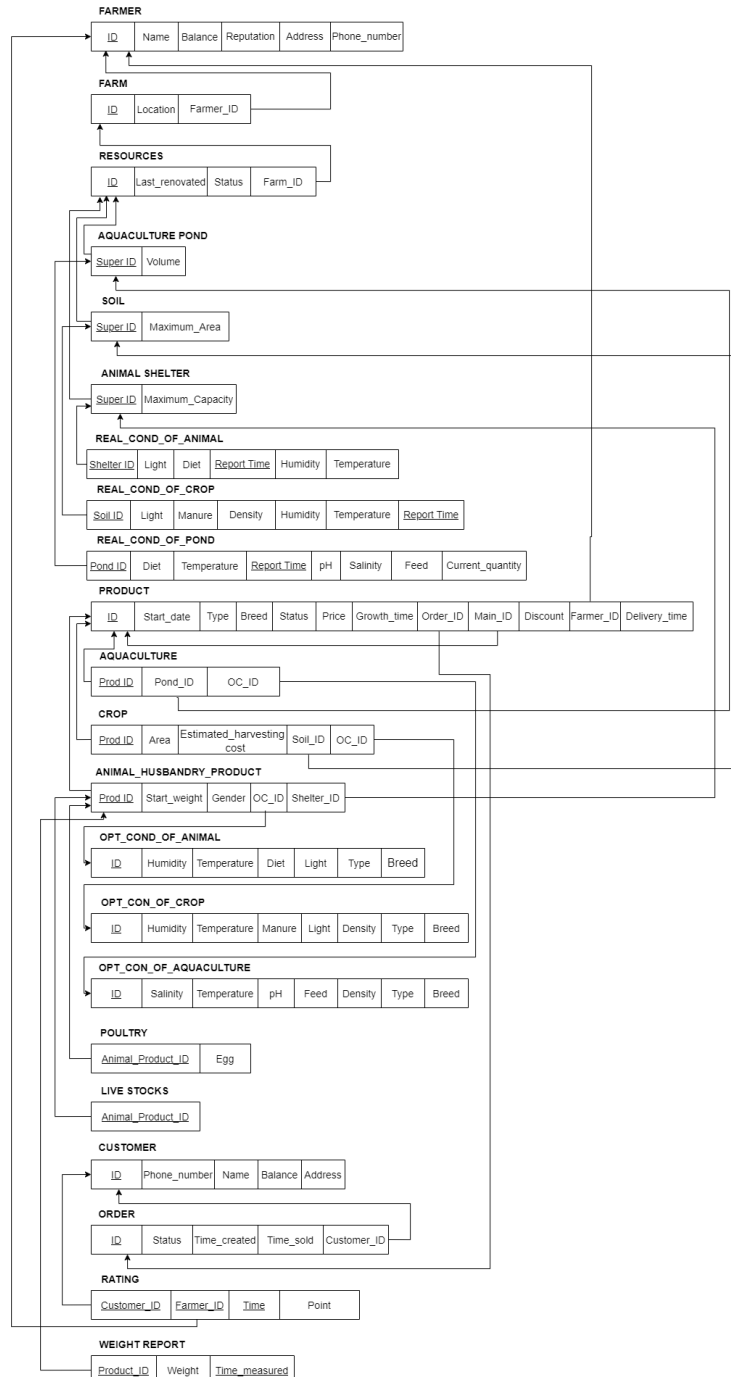 FARMER
ID Name Balance Reputation Address Phone_number
FARM
ID Location Farmer_ID
RESOURCES
ID Last_renovated Status Farm_ID
AQUACULTURE POND
Super ID Volume
SOIL
Super ID Maximum_Area
ANIMAL SHELTER
Super ID Maximum_Capacity
REAL_COND_OF_ANIMAL
Shelter ID Light Diet Report Time Humidity Temperature
REAL_COND_OF_CROP
Soil ID Light Manure Density Humidity Temperature Report Time
REAL_COND_OF_POND
Pond ID Diet Temperature Report Time pH Salinity Feed Current_quantity
PRODUCT
ID Start_date Type Breed Status Price Growth_time Order_ID Main_ID Discount Farmer_ID Delivery_time
AQUACULTURE
Prod ID Pond_ID OC_ID
CROP
Prod ID Area Estimated_harvesting cost Soil_ID OC_ID
ANIMAL_HUSBANDRY_PRODUCT
Prod ID Start_weight Gender OC_ID Shelter_ID
OPT_COND_OF_ANIMAL
ID Humidity Temperature Diet Light Type Breed
OPT_CON_OF_CROP
ID Humidity Temperature Manure Light Density Type Breed
OPT_CON_OF_AQUACULTURE
ID Salinity Temperature pH Feed Density Type Breed
POULTRY
Animal_Product_ID Egg
LIVE STOCKS
Animal_Product_ID
CUSTOMER
ID Phone_number Name Balance Address
ORDER
ID Status Time_created Time_sold Customer_ID
RATING
Customer_ID Farmer_ID Time Point
WEIGHT REPORT
Product_ID Weight Time_measured